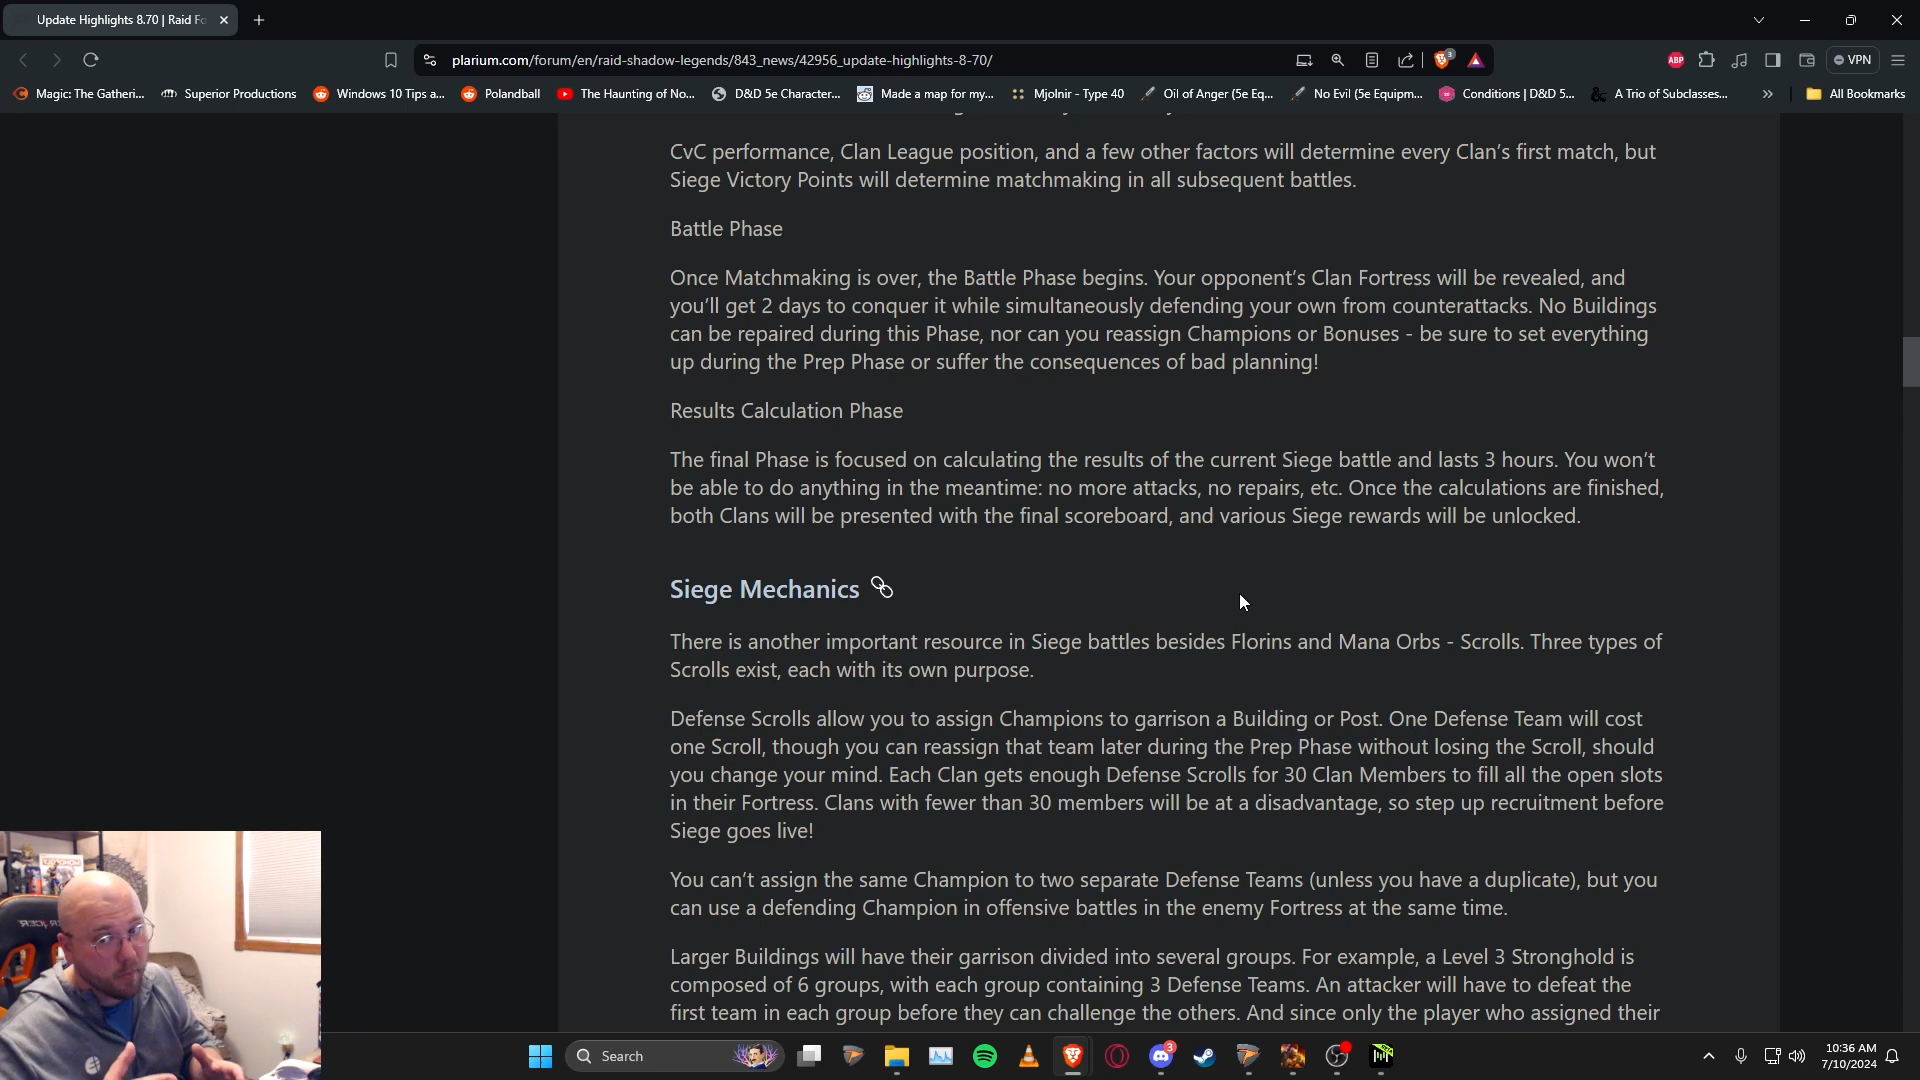 Update Highlights 8.70 | Raid Fo
plarium.com/forum/en/raid-shadow-legends/843_news/42956_update-highlights-8-70/
3
ABP
VPN
Magic: The Gatheri...
Superior Productions
Windows 10 Tips a...
Polandball
The Haunting of No...
D&D 5e Character...
Made a map for my...
Mjolnir - Type 40
Oil of Anger (5e Eq...
No Evil (5e Equipm...
Conditions | D&D 5...
A Trio of Subclasses...
All Bookmarks
CvC performance, Clan League position, and a few other factors will determine every Clan’s first match, but
Siege Victory Points will determine matchmaking in all subsequent battles.
Battle Phase
Once Matchmaking is over, the Battle Phase begins. Your opponent’s Clan Fortress will be revealed, and
you’ll get 2 days to conquer it while simultaneously defending your own from counterattacks. No Buildings
can be repaired during this Phase, nor can you reassign Champions or Bonuses - be sure to set everything
up during the Prep Phase or suffer the consequences of bad planning!
Results Calculation Phase
The final Phase is focused on calculating the results of the current Siege battle and lasts 3 hours. You won’t
be able to do anything in the meantime: no more attacks, no repairs, etc. Once the calculations are finished,
both Clans will be presented with the final scoreboard, and various Siege rewards will be unlocked.
Siege Mechanics
There is another important resource in Siege battles besides Florins and Mana Orbs - Scrolls. Three types of
Scrolls exist, each with its own purpose.
Defense Scrolls allow you to assign Champions to garrison a Building or Post. One Defense Team will cost
one Scroll, though you can reassign that team later during the Prep Phase without losing the Scroll, should
you change your mind. Each Clan gets enough Defense Scrolls for 30 Clan Members to fill all the open slots
in their Fortress. Clans with fewer than 30 members will be at a disadvantage, so step up recruitment before
Siege goes live!
You can’t assign the same Champion to two separate Defense Teams (unless you have a duplicate), but you
can use a defending Champion in offensive battles in the enemy Fortress at the same time.
Larger Buildings will have their garrison divided into several groups. For example, a Level 3 Stronghold is
composed of 6 groups, with each group containing 3 Defense Teams. An attacker will have to defeat the
first team in each group before they can challenge the others. And since only the player who assigned their
Search
3
10:36 AM
7/10/2024